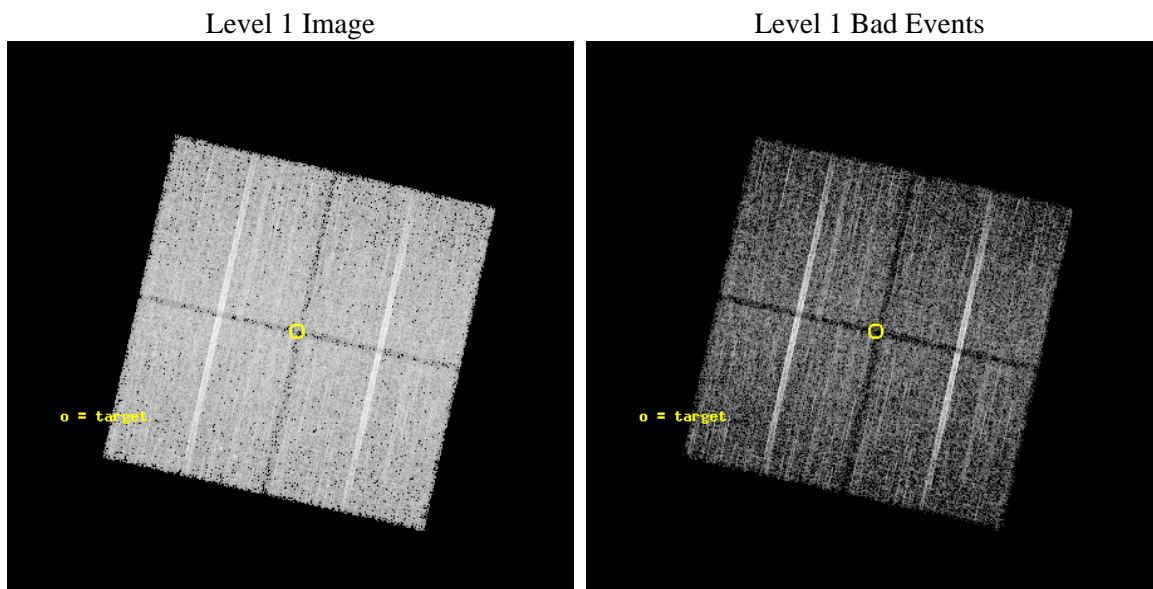 Level 1 Image
Level 1 Bad Events
o = target
o = target